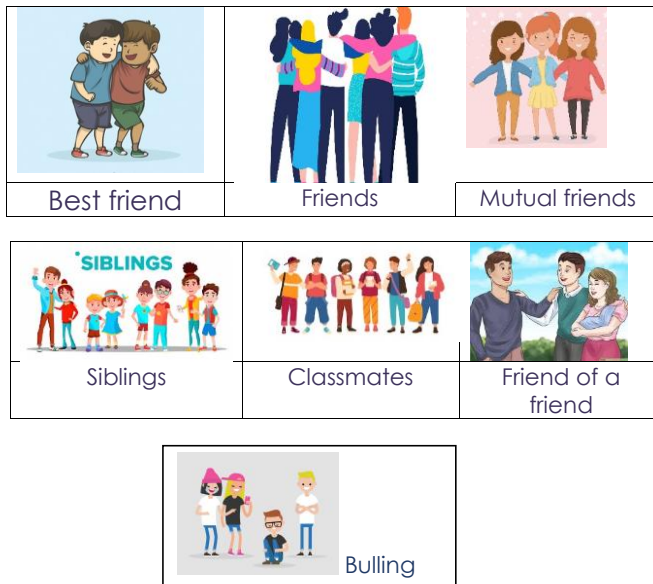 Best friend
Friends
Mutual friends
SIBLINGS
Siblings
Classmates
Friend of a
friend
Bulling